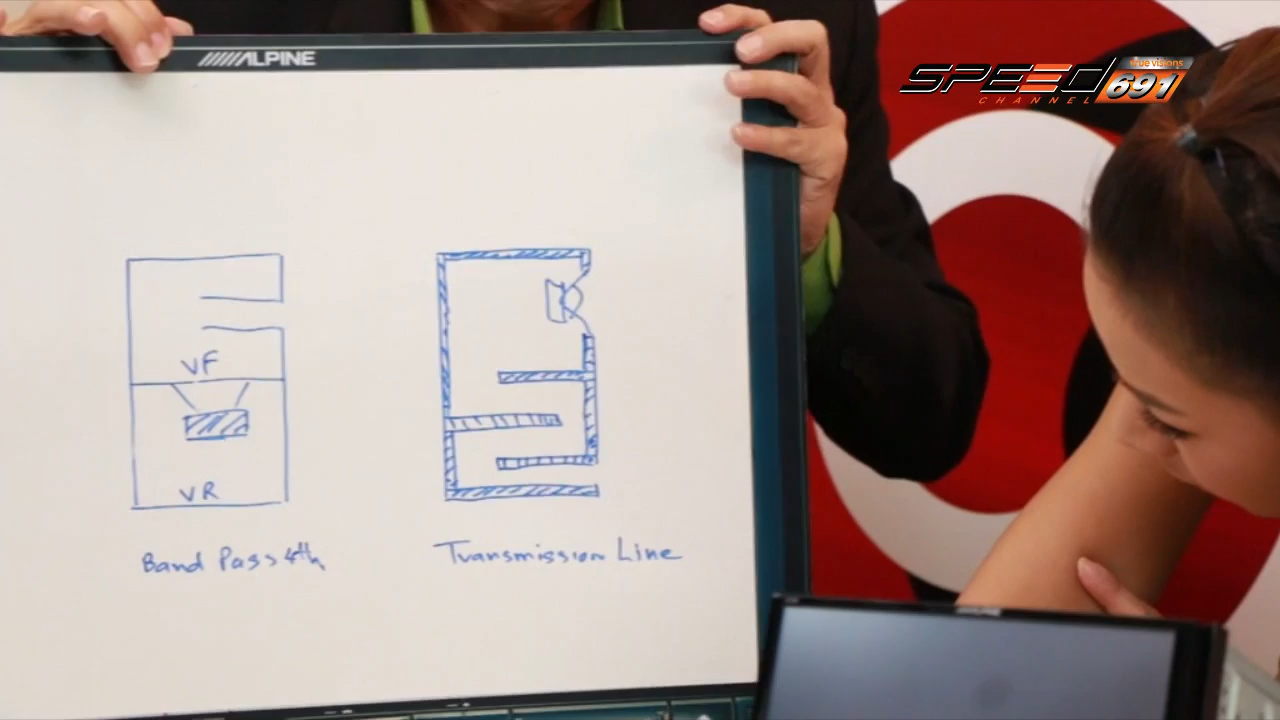 ALPINE
true visions
SPEED 691
CHANNEL
VF
VR
Band Pass 4th
Transmission Line